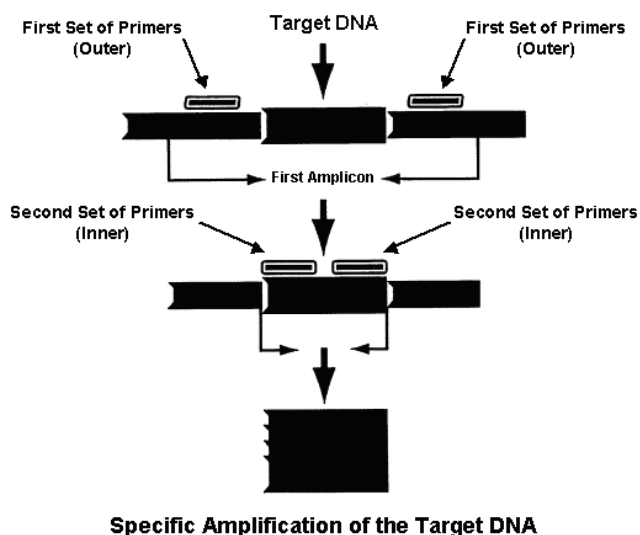 First Set of Primers
(Outer)
Target DNA
First Set of Primers
(Outer)
First Amplicon
Second Set of Primers
(Inner)
Second Set of Primers
(Inner)
Specific Amplification of the Target DNA